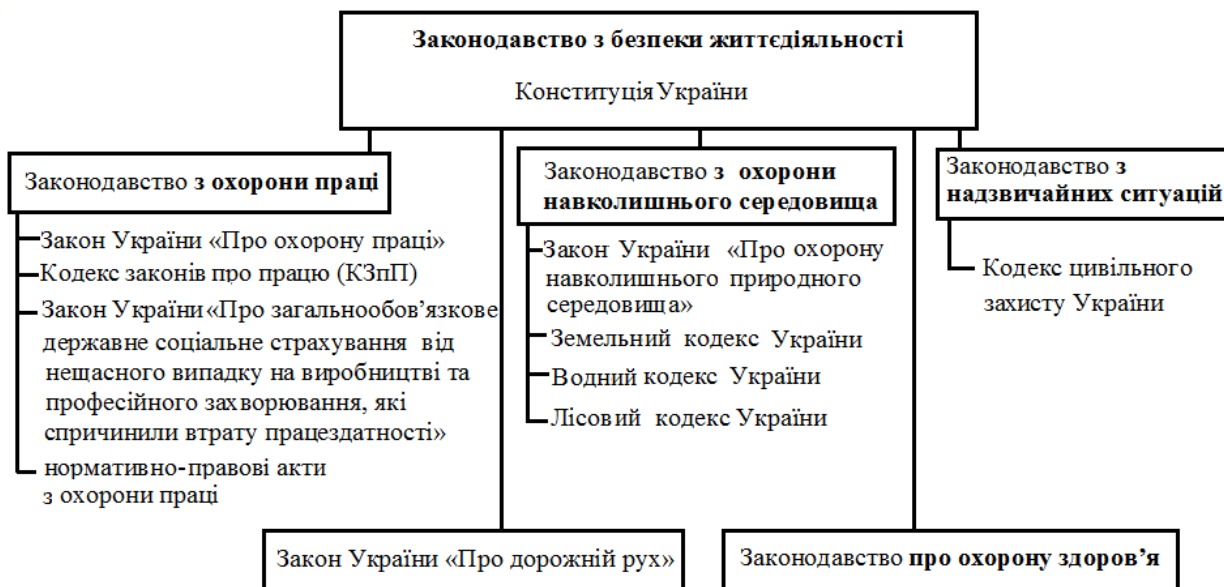 Законодавство з безпеки життєдіяльності
Конституція України
Законодавство з охорони праці
Закон України «Про охорону праці»
Кодекс законів про працю (КЗпП)
Закон України «Про загальнообов’язкове
державне соціальне страхування від
нещасного випадку на виробництві та
професійного захворювання, які
спричинили втрату працездатності»
нормативно-правові акти
з охорони праці
Законодавство з охорони
навколишнього середовища
Закон України «Про охорону
навколишнього природного
середовища»
Земельний кодекс України
Водний кодекс України
Лісовий кодекс України
Законодавство з
надзвичайних ситуацій
Кодекс цивільного
захисту України
Закон України «Про дорожній рух»
Законодавство про охорону здоров’я